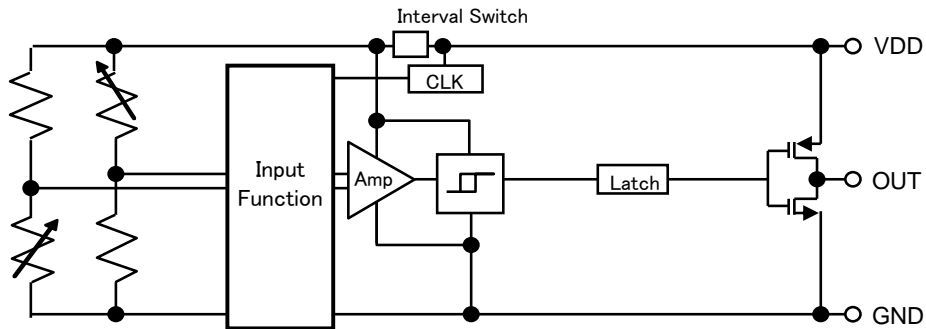 Interval Switch
VDD
CLK
Input
Function
Amp
Latch
OUT
GND